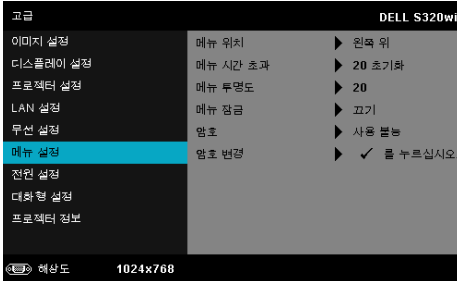 고급 DELL S320wi
이미지 설정 메뉴 위치 왼쪽 위
디스플레이 설정 메뉴 시간 초과 20 초기화
프로젝터 설정 메뉴 투명도 20
LAN 설정 메뉴 잠금 끄기
무선 설정 암호 사용 불능
메뉴 설정 암호 변경 ✓ 를 누르십시오
전원 설정
대화형 설정
프로젝터 정보
해상도 1024x768